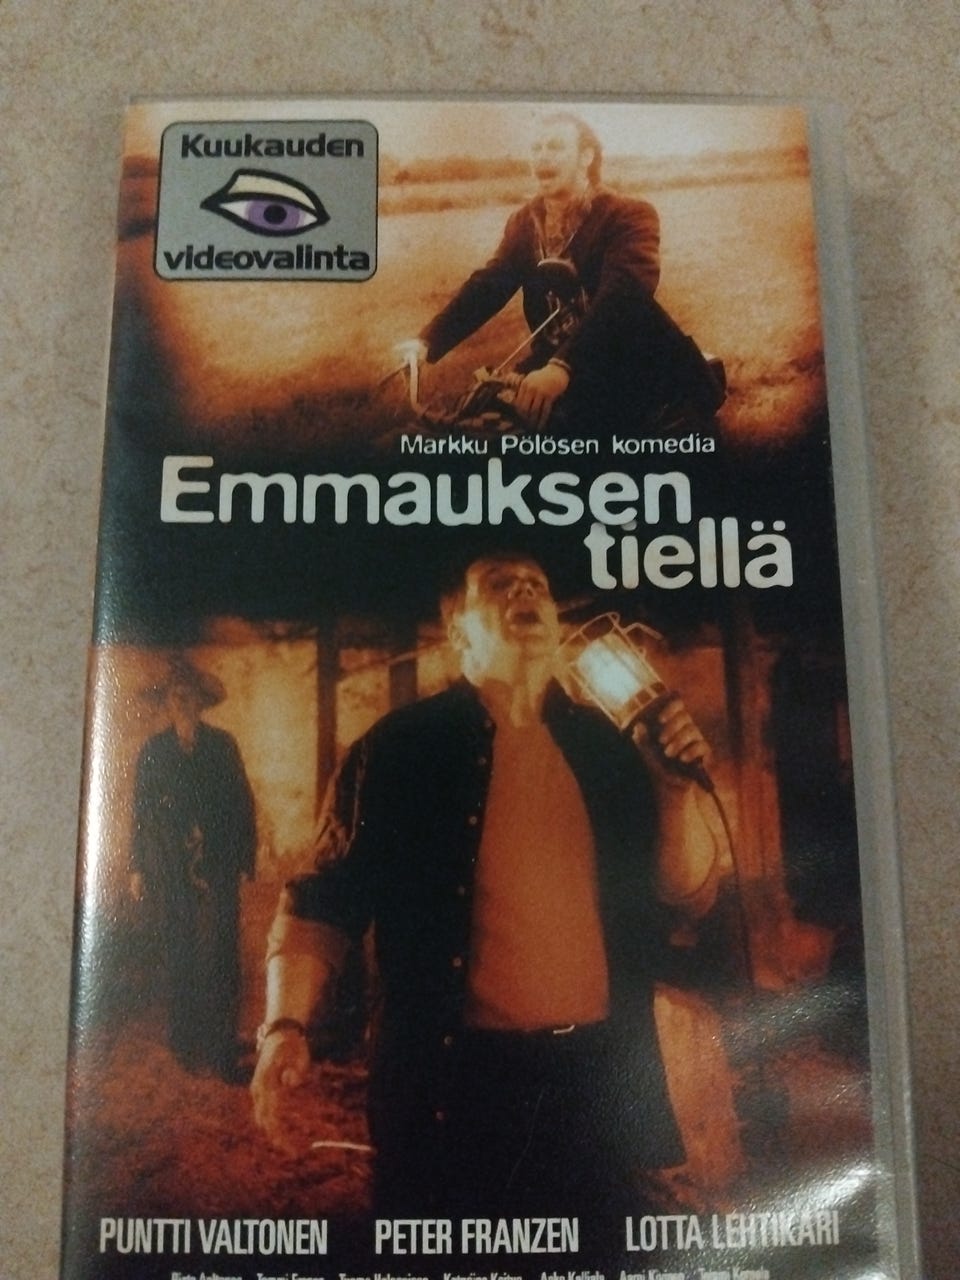 Kuukauden
videovalinta
Markku Pölösen komedia
Emmauksen
tiellä
PUNTTI VALTONEN PETER FRANZEN LOTTA LEHTIKARI